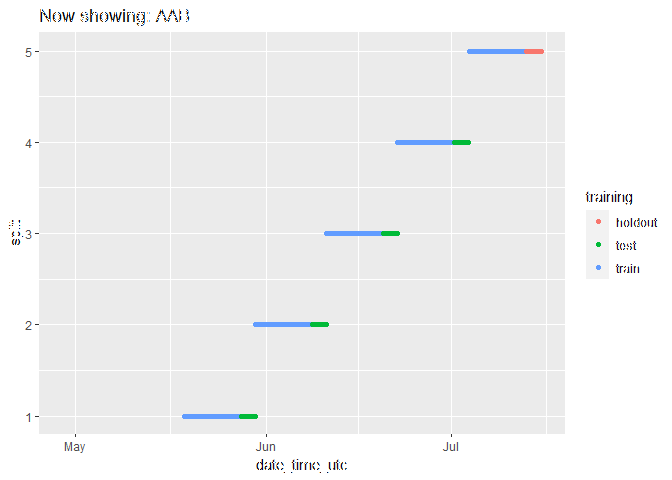 Now showing: AAB
5
4
3
2
1
May
Jun
Jul
date_time_utc
training
holdout
test
train